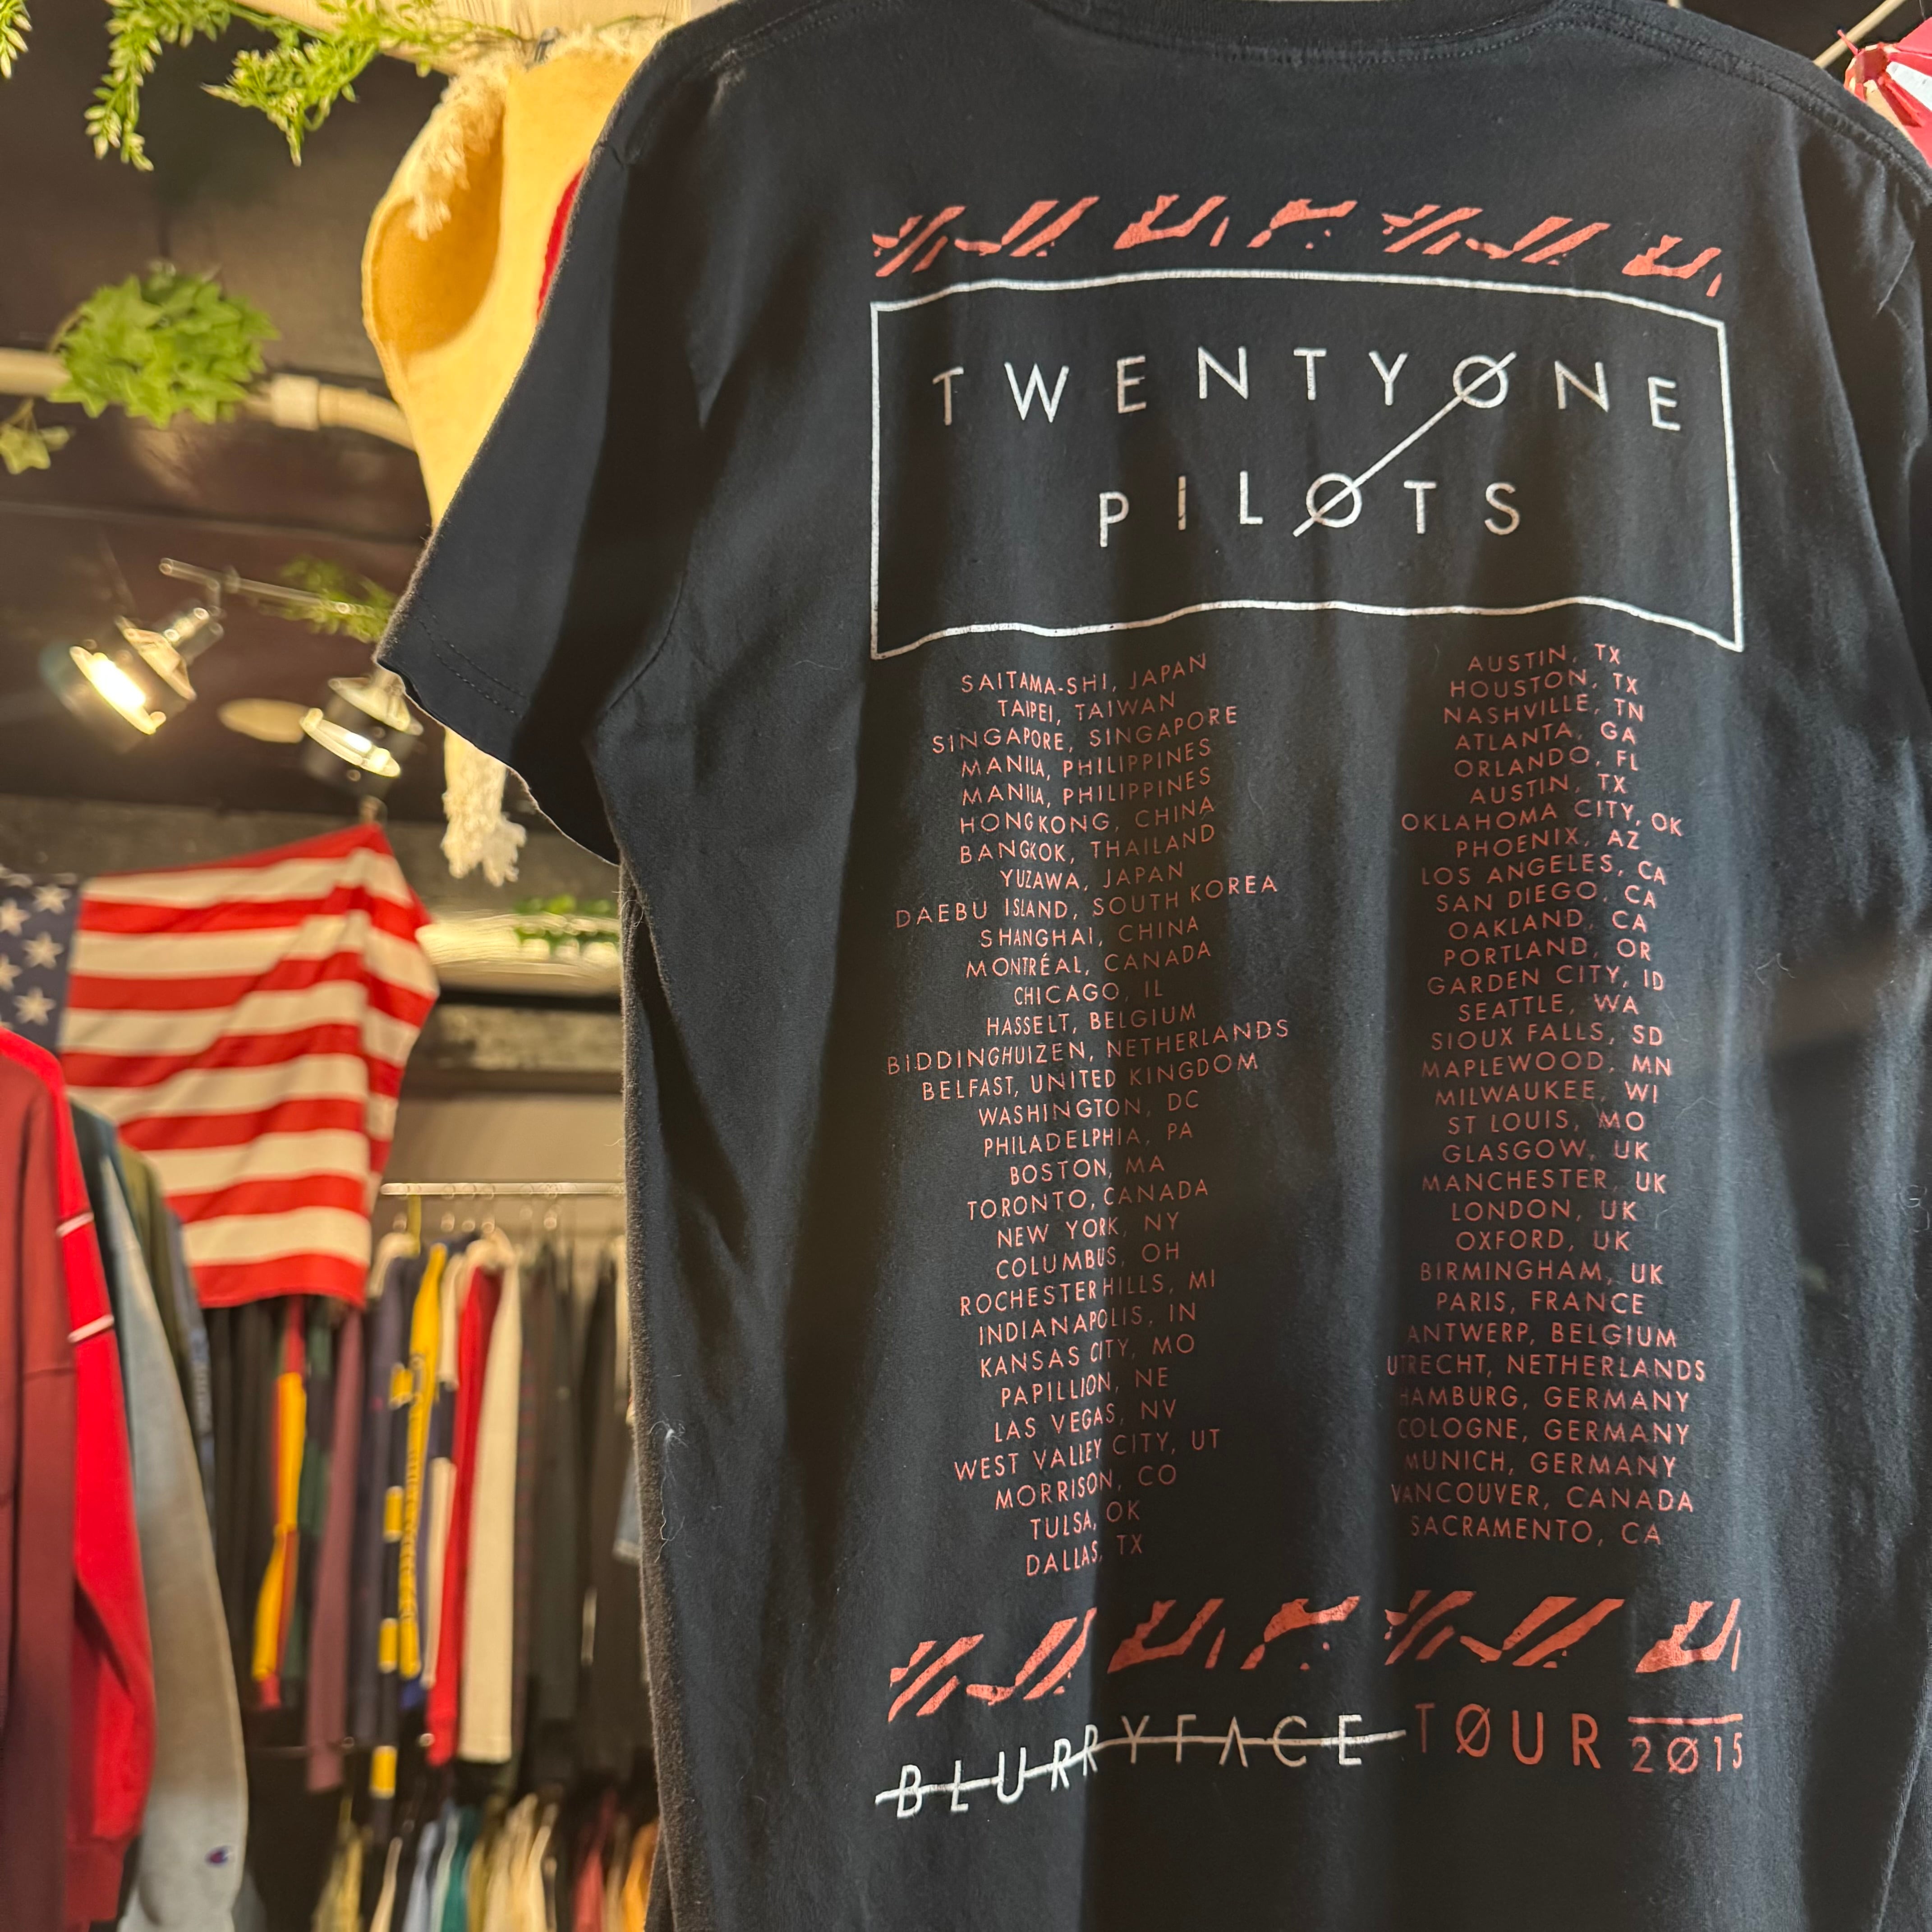 TWENTYØNE
PILØTS
SAITAMA-SHI, JAPAN
TAIPEI, TAIWAN
SINGAPORE, SINGAPORE
MANILA, PHILIPPINES
MANILA, PHILIPPINES
HONGKONG, CHINA
BANGKOK, THAILAND
YUZAWA, JAPAN
DAEBU ISLAND, SOUTH KOREA
SHANGHAI, CHINA
MONTRÉAL, CANADA
CHICAGO, IL
HASSELT, BELGIUM
BIDDINGHUIZEN, NETHERLANDS
BELFAST, UNITED KINGDOM
WASHINGTON, DC
PHILADELPHIA, PA
BOSTON, MA
TORONTO, CANADA
NEW YORK, NY
COLUMBUS, OH
ROCHESTER HILLS, MI
INDIANAPOLIS, IN
KANSAS CITY, MO
PAPILLION, NE
LAS VEGAS, NV
WEST VALLEY CITY, UT
MORRISON, CO
TULSA, OK
DALLAS, TX
AUSTIN, TX
HOUSTON, TX
NASHVILLE, TN
ATLANTA, GA
ORLANDO, FL
AUSTIN, TX
OKLAHOMA CITY, OK
PHOENIX, AZ
LOS ANGELES, CA
SAN DIEGO, CA
OAKLAND, CA
PORTLAND, OR
GARDEN CITY, ID
SEATTLE, WA
SIOUX FALLS, SD
MAPLEWOOD, MN
MILWAUKEE, WI
ST LOUIS, MO
GLASGOW, UK
MANCHESTER, UK
LONDON, UK
OXFORD, UK
BIRMINGHAM, UK
PARIS, FRANCE
ANTWERP, BELGIUM
UTRECHT, NETHERLANDS
HAMBURG, GERMANY
COLOGNE, GERMANY
MUNICH, GERMANY
VANCOUVER, CANADA
SACRAMENTO, CA
BLURRYFACE TØUR 2Ø15